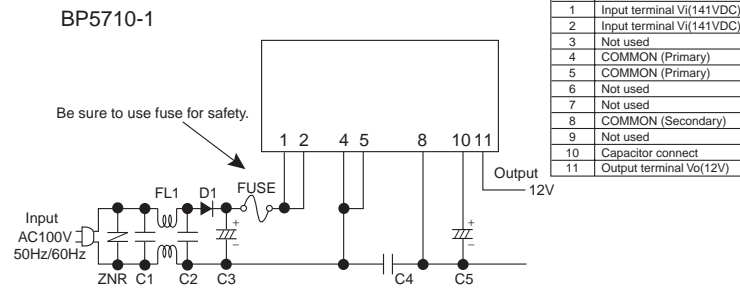 BP5710-1
1 Input terminal Vi(141VDC)
2 Input terminal Vi(141VDC)
3 Not used
4 COMMON (Primary)
5 COMMON (Primary)
6 Not used
7 Not used
8 COMMON (Secondary)
9 Not used
10 Capacitor connect
11 Output terminal Vo(12V)
Be sure to use fuse for safety.
1 2 4 5 8 10 11
Output
12V
FL1 D1 FUSE
Input
AC100V
50Hz/60Hz
+
−
+
−
ZNR C1 C2 C3 C4 C5